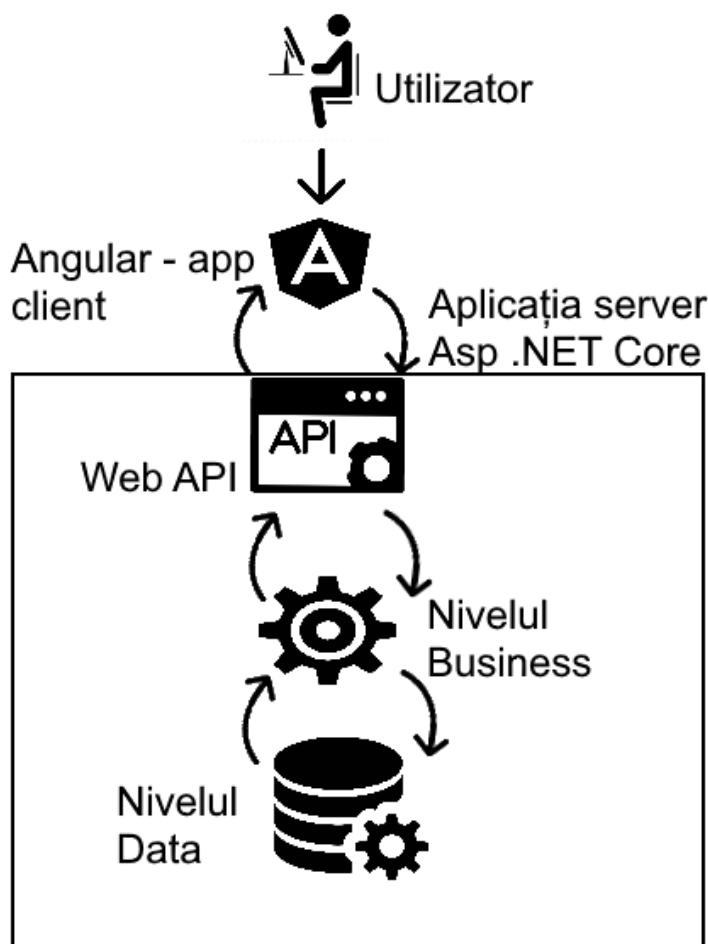 Utilizator
Angular - app
client
Aplicația server
Asp .NET Core
API
Web API
Nivelul
Business
Nivelul
Data